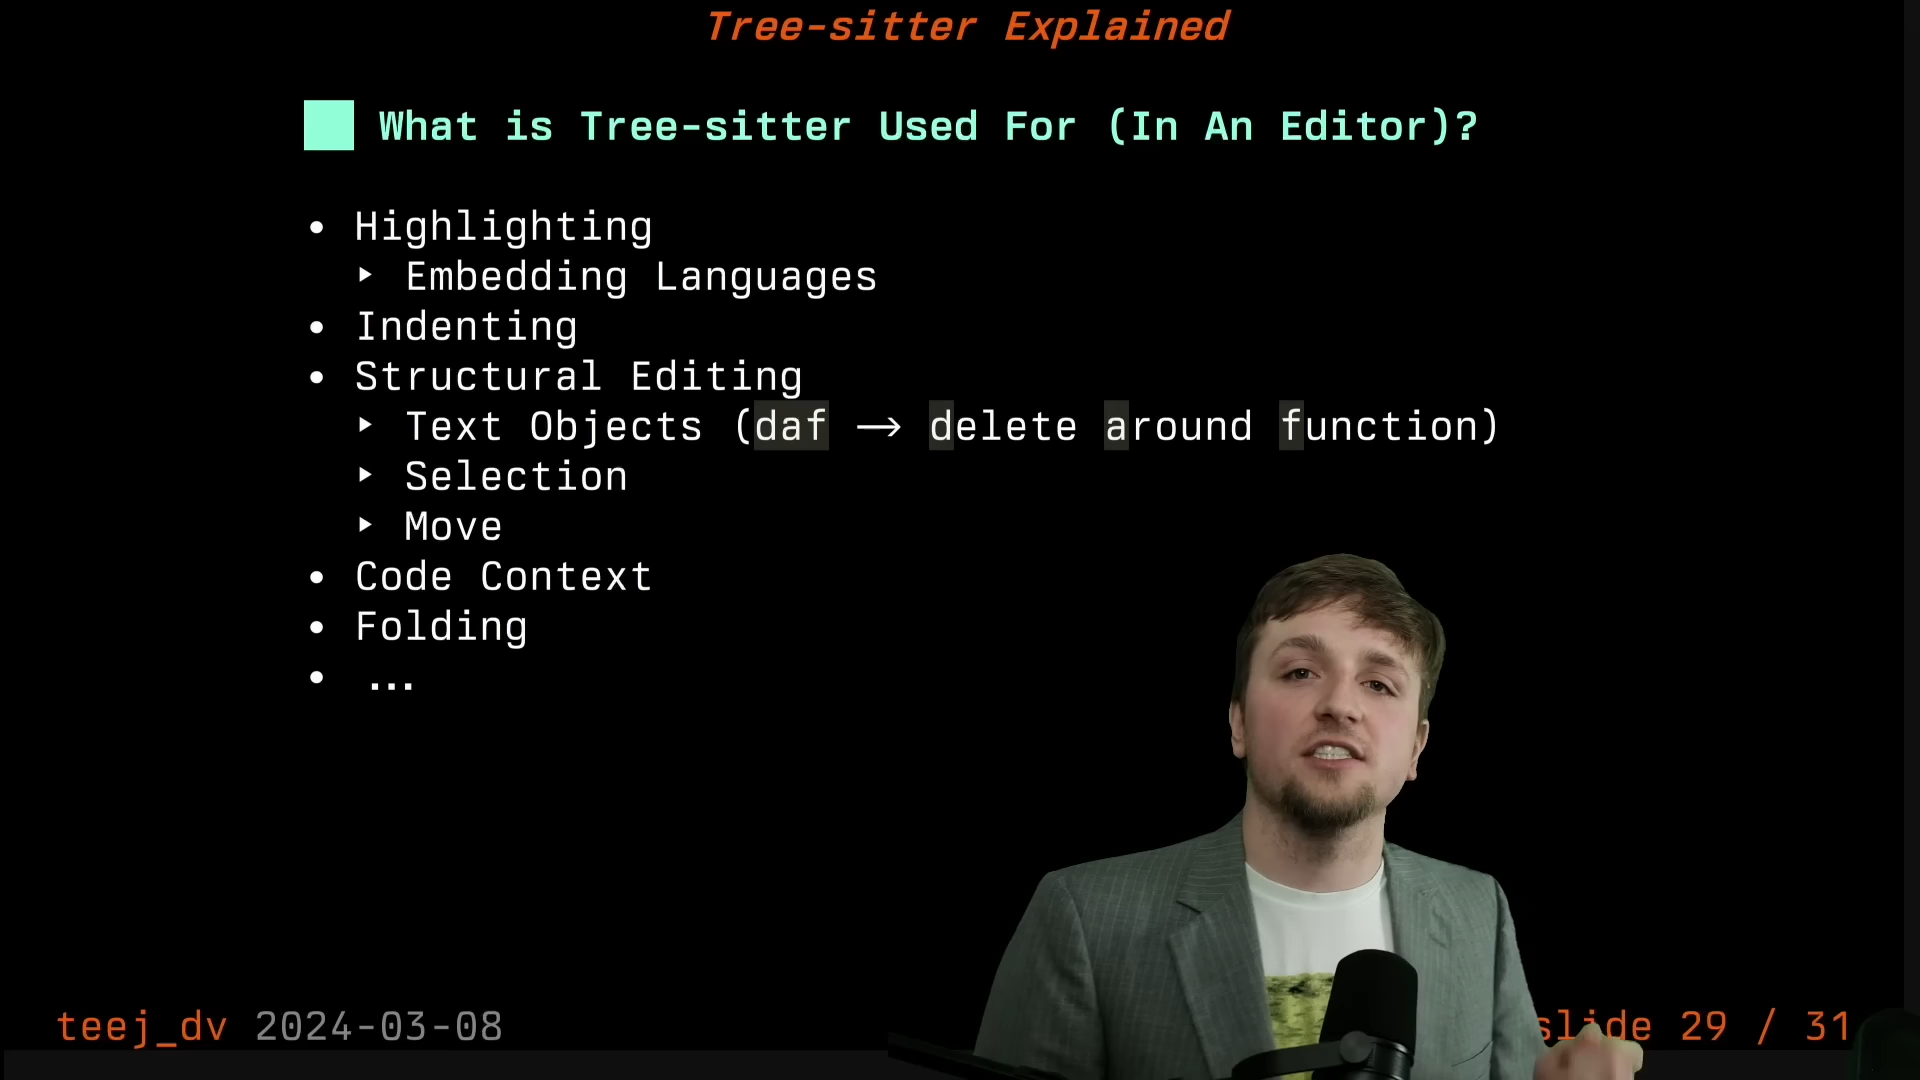 Tree-sitter Explained
What is Tree-sitter Used For (In An Editor)?
• Highlighting
‣ Embedding Languages
• Indenting
• Structural Editing
‣ Text Objects (daf → delete around function)
‣ Selection
‣ Move
• Code Context
• Folding
• ...
teej_dv 2024-03-08
slide 29 / 31